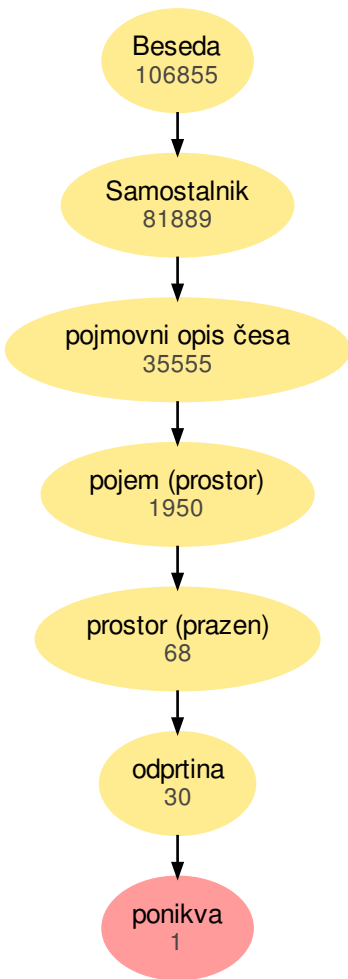 Beseda
106855
Samostalnik
81889
pojmovni opis česa
35555
pojem (prostor)
1950
prostor (prazen)
68
odprtina
30
ponikva
1